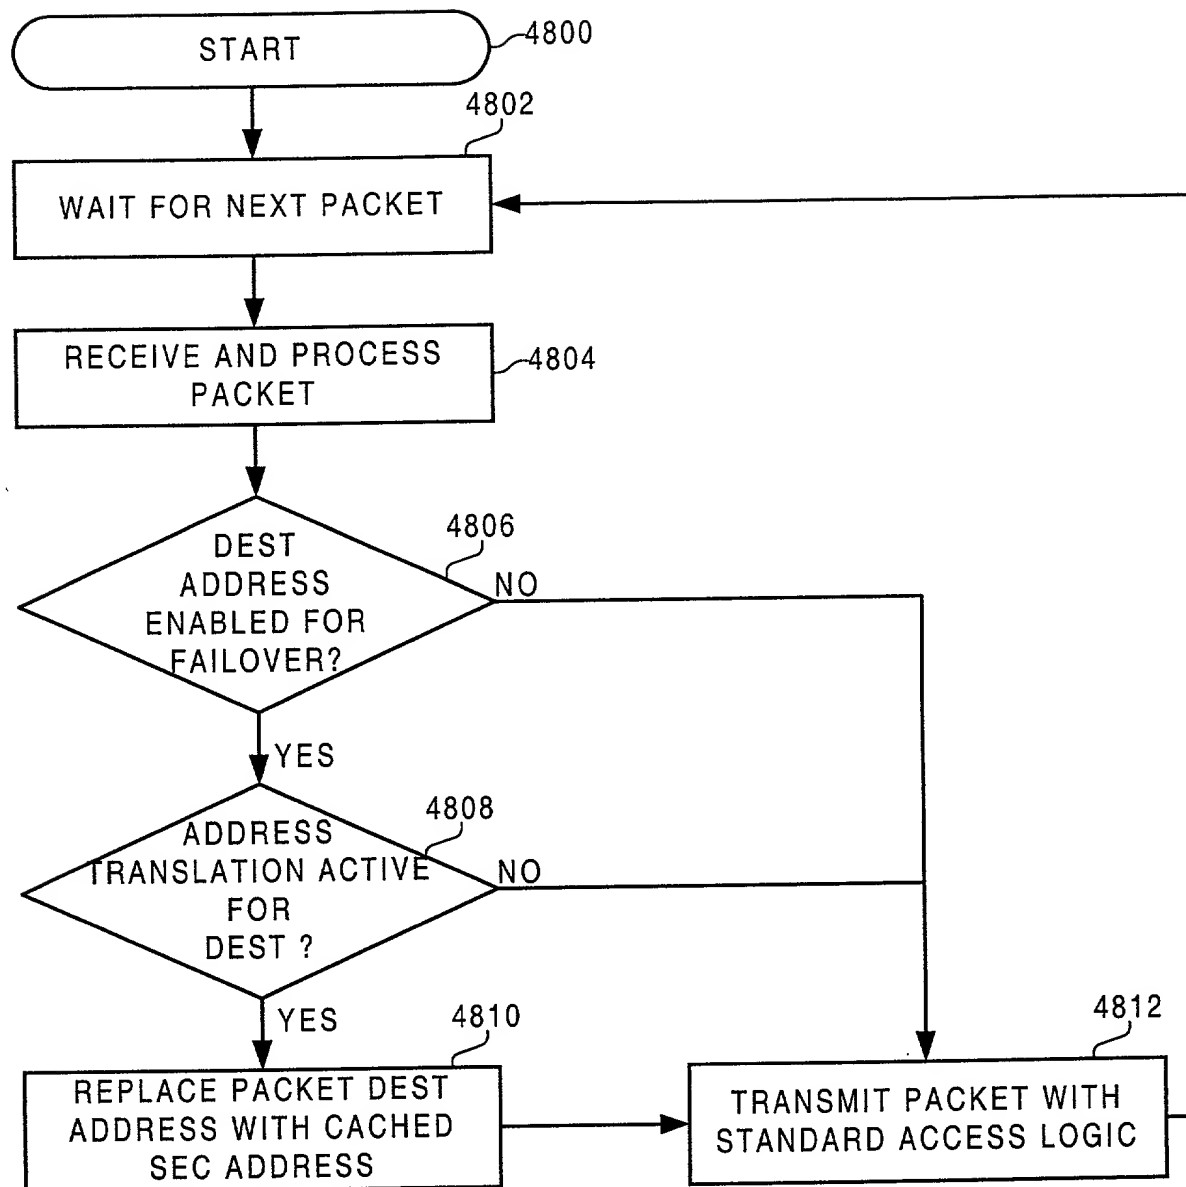 START
4800
4802
WAIT FOR NEXT PACKET
RECEIVE AND PROCESS
PACKET
4804
4806
DEST
ADDRESS
ENABLED FOR
FAILOVER?
NO
YES
4808
ADDRESS
TRANSLATION ACTIVE
FOR
DEST ?
NO
YES
4810
REPLACE PACKET DEST
ADDRESS WITH CACHED
SEC ADDRESS
4812
TRANSMIT PACKET WITH
STANDARD ACCESS LOGIC